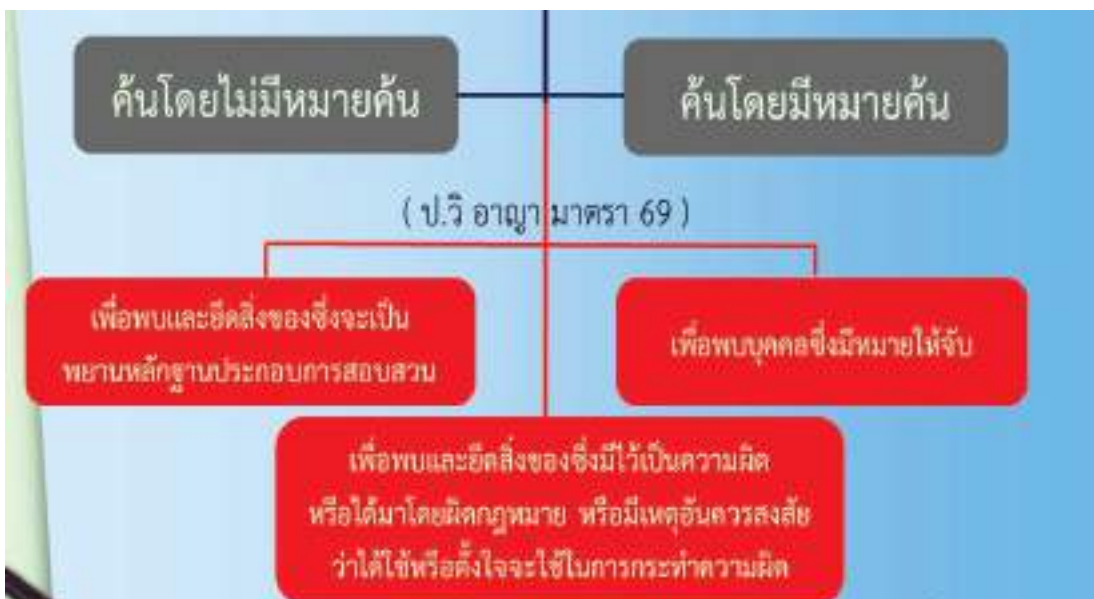 ค้นโดยไม่มีหมายค้น
ค้นโดยมีหมายค้น
( ป.วิ อาญา มาตรา 69 )
เพื่อพบและยึดสิ่งของซึ่งจะเป็น
พยานหลักฐานประกอบการสอบสวน
เพื่อพบบุคคลซึ่งมีหมายให้จับ
เพื่อพบและยึดสิ่งของซึ่งมีไว้เป็นความผิด
หรือได้มาโดยผิดกฎหมาย หรือมีเหตุอันควรสงสัย
ว่าได้ใช้หรือตั้งใจจะใช้ในการกระทำความผิด